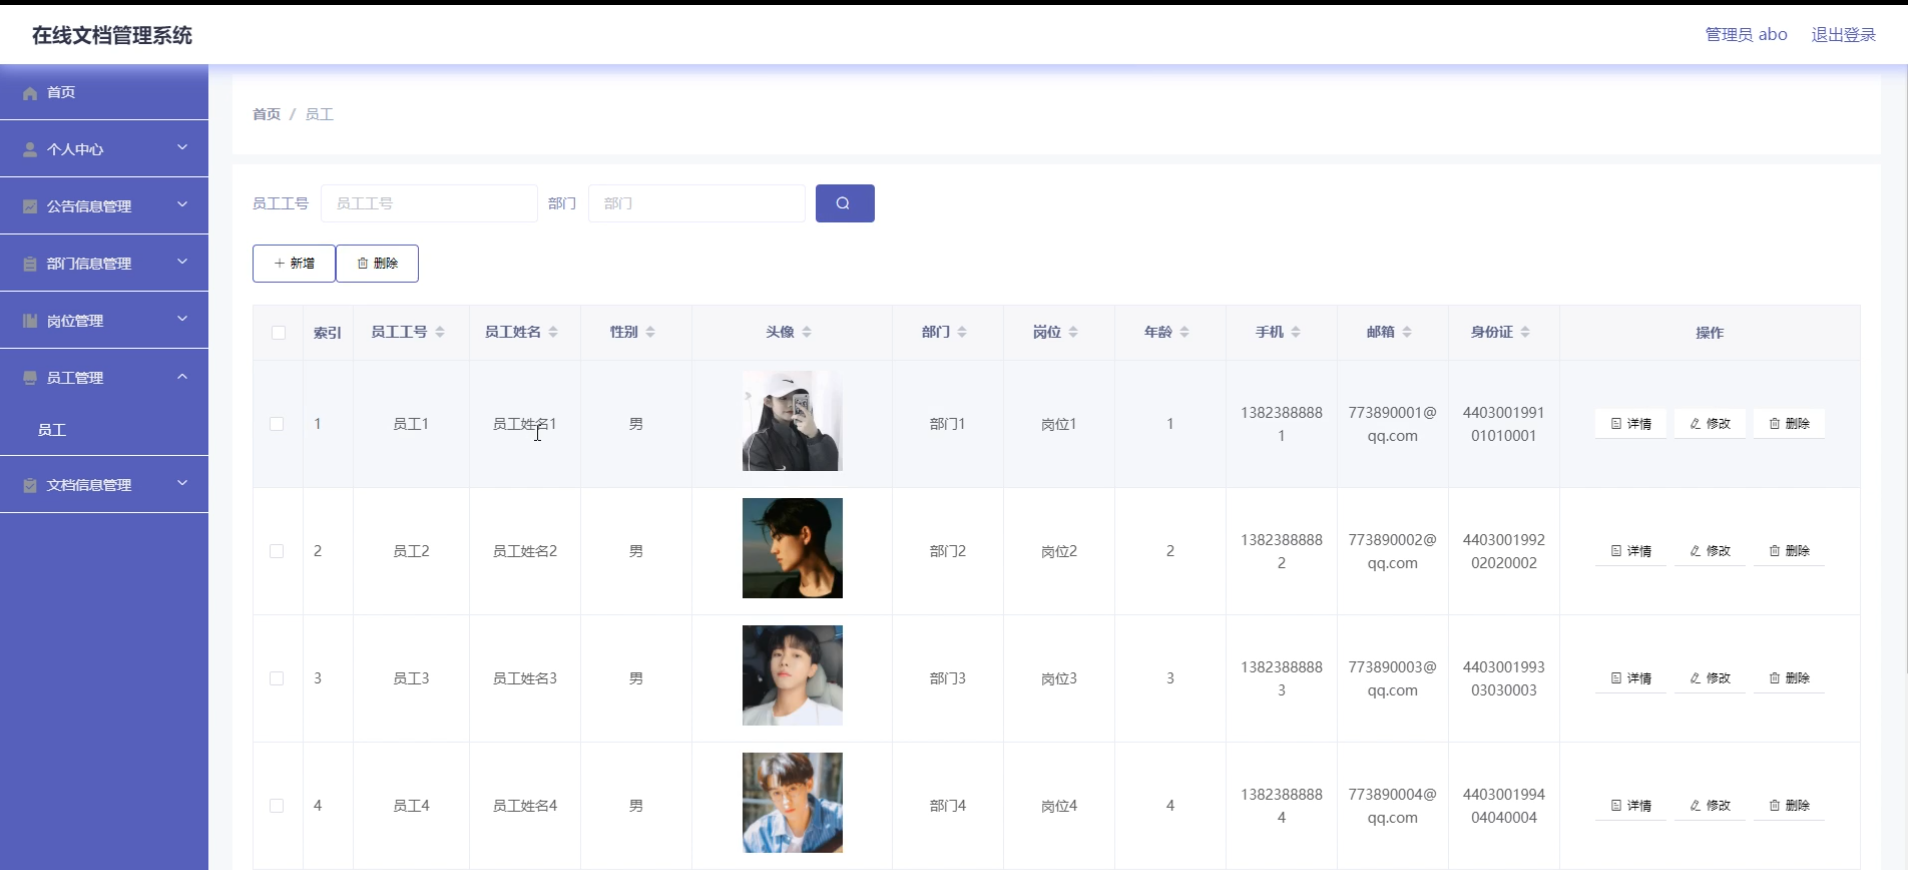 在线文档管理系统
管理员 abo 退出登录
首页
个人中心
公告信息管理
部门信息管理
岗位管理
员工管理
员工
文档信息管理
首页 / 员工
员工工号 员工工号 部门 部门
新增 删除
索引 员工工号 员工姓名 性别 头像 部门 岗位 年龄 手机 邮箱 身份证 操作
1 员工1 员工姓名1 男 部门1 岗位1 1 13823888881 773890001@qq.com 440300199101010001 详情 修改 删除
2 员工2 员工姓名2 男 部门2 岗位2 2 13823888882 773890002@qq.com 440300199202020002 详情 修改 删除
3 员工3 员工姓名3 男 部门3 岗位3 3 13823888883 773890003@qq.com 440300199303030003 详情 修改 删除
4 员工4 员工姓名4 男 部门4 岗位4 4 13823888884 773890004@qq.com 440300199404040004 详情 修改 删除